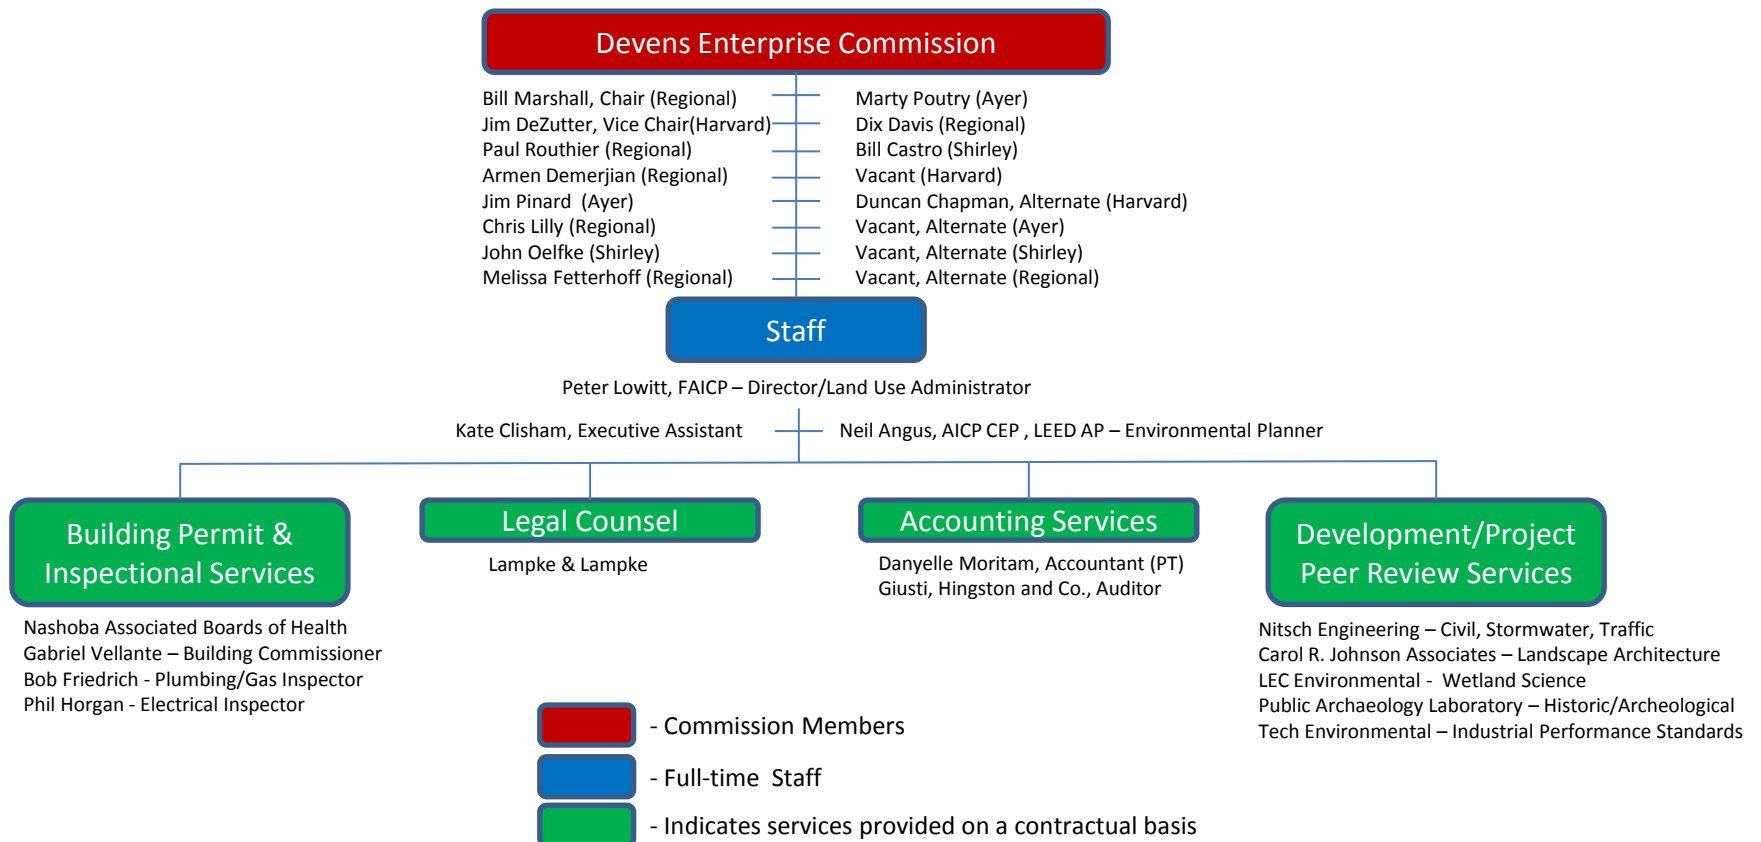 Devens Enterprise Commission
Bill Marshall, Chair (Regional)
Jim DeZutter, Vice Chair(Harvard)
Paul Routhier (Regional)
Armen Demerjian (Regional)
Jim Pinard (Ayer)
Chris Lilly (Regional)
John Oelfke (Shirley)
Melissa Fetterhoff (Regional)
Marty Poutry (Ayer)
Dix Davis (Regional)
Bill Castro (Shirley)
Vacant (Harvard)
Duncan Chapman, Alternate (Harvard)
Vacant, Alternate (Ayer)
Vacant, Alternate (Shirley)
Vacant, Alternate (Regional)
Staff
Peter Lowitt, FAICP – Director/Land Use Administrator
Kate Clisham, Executive Assistant
Neil Angus, AICP CEP , LEED AP – Environmental Planner
Building Permit &
Inspectional Services
Nashoba Associated Boards of Health
Gabriel Vellante – Building Commissioner
Bob Friedrich - Plumbing/Gas Inspector
Phil Horgan - Electrical Inspector
Legal Counsel
Lampke & Lampke
Accounting Services
Danyelle Moritam, Accountant (PT)
Giusti, Hingston and Co., Auditor
Development/Project
Peer Review Services
Nitsch Engineering – Civil, Stormwater, Traffic
Carol R. Johnson Associates – Landscape Architecture
LEC Environmental - Wetland Science
Public Archaeology Laboratory – Historic/Archeological
Tech Environmental – Industrial Performance Standards
- Commission Members
- Full-time Staff
- Indicates services provided on a contractual basis